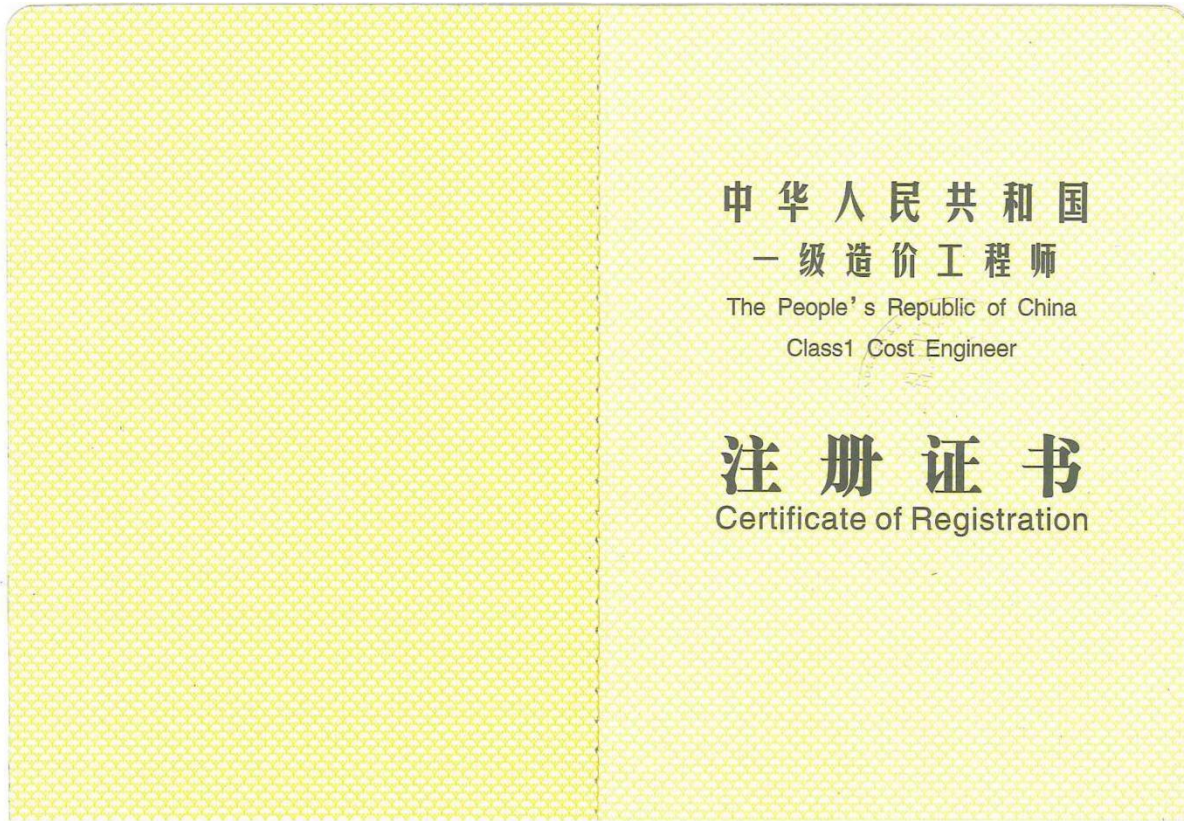 中华人民共和国
一级造价工程师
The People's Republic of China
Class1 Cost Engineer
注册证书
Certificate of Registration